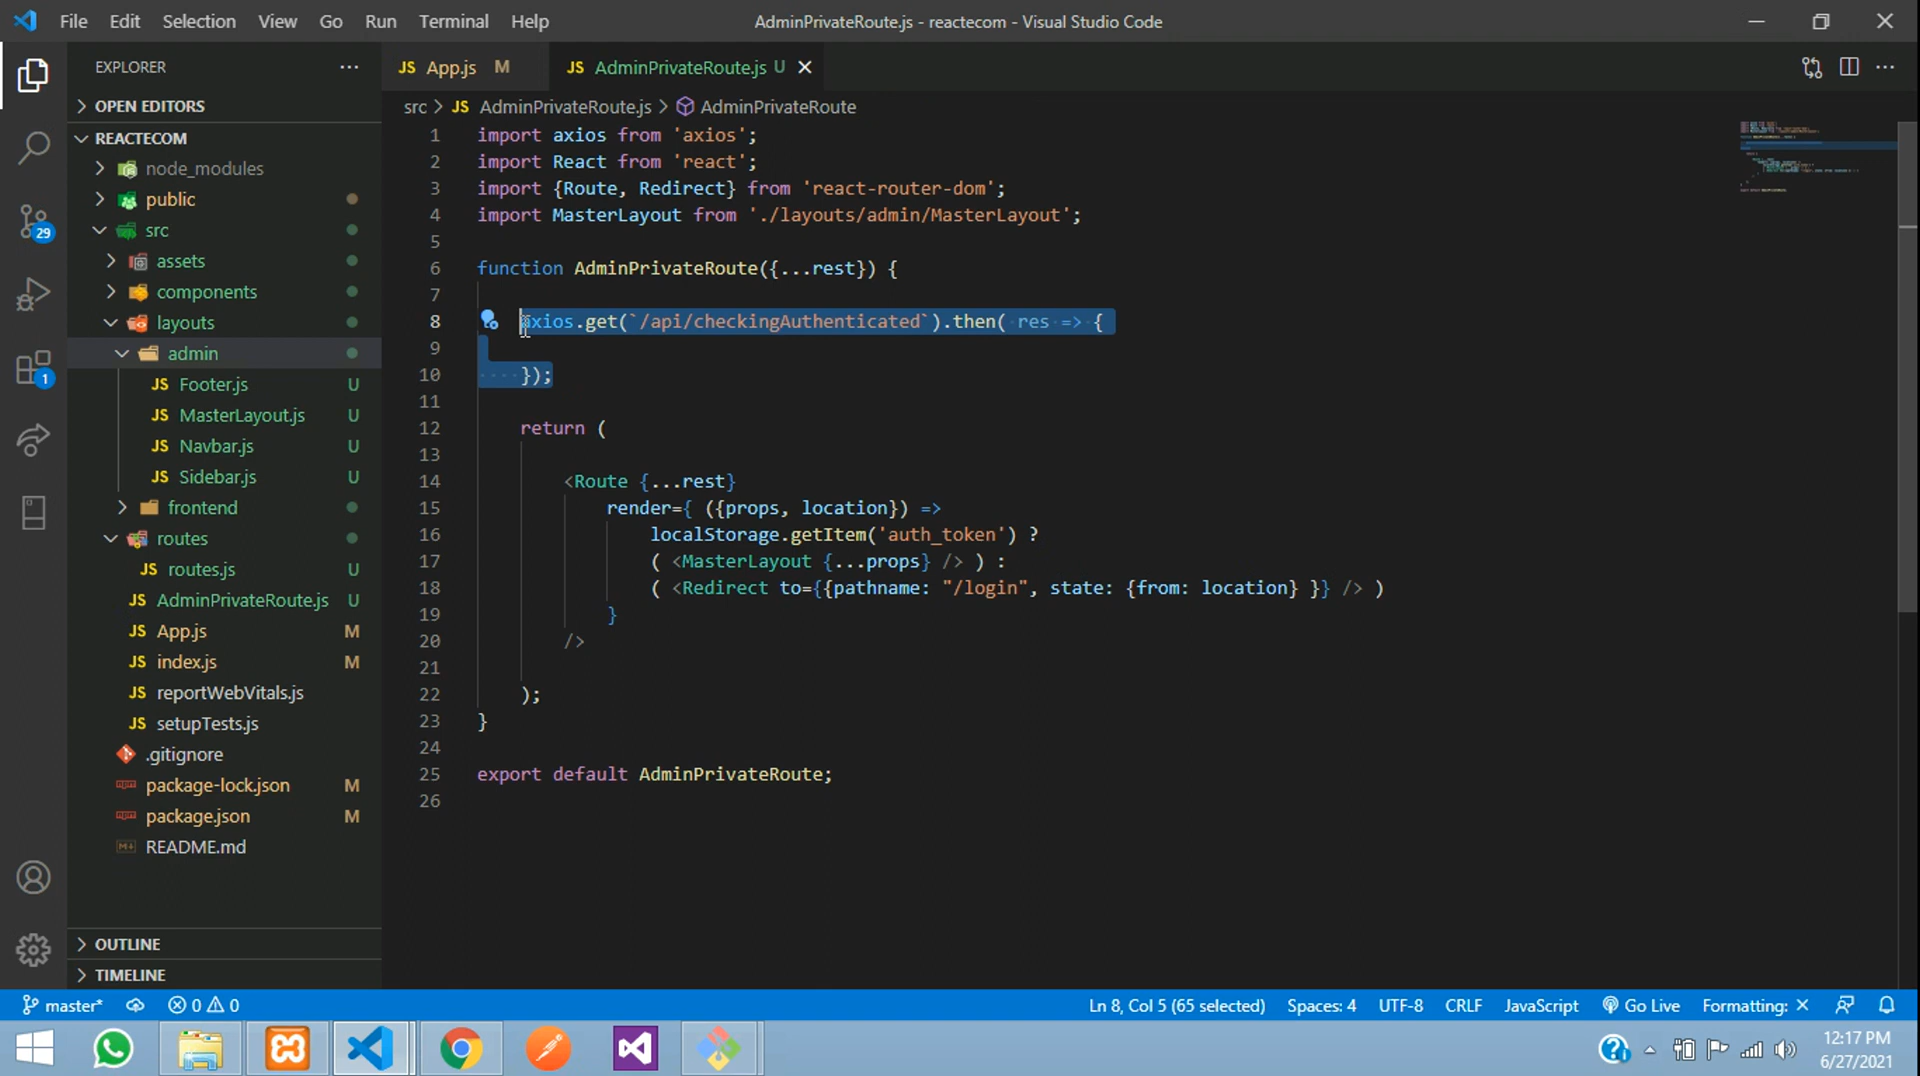 File Edit Selection View Go Run Terminal Help AdminPrivateRoute.js - reactecom - Visual Studio Code
EXPLORER ...
JS App.js M
JS AdminPrivateRoute.js U
OPEN EDITORS
src > JS AdminPrivateRoute.js > AdminPrivateRoute
REACTECOM
node_modules
public
src
assets
components
layouts
admin
JS Footer.js U
JS MasterLayout.js U
JS Navbar.js U
JS Sidebar.js U
frontend
routes
JS routes.js U
JS AdminPrivateRoute.js U
JS App.js M
JS index.js M
JS reportWebVitals.js
JS setupTests.js
.gitignore
package-lock.json M
package.json M
README.md
OUTLINE
TIMELINE
29
1
1 import axios from 'axios';
2 import React from 'react';
3 import {Route, Redirect} from 'react-router-dom';
4 import MasterLayout from './layouts/admin/MasterLayout';
5
6 function AdminPrivateRoute({...rest}) {
7
8 axios.get(`/api/checkingAuthenticated`).then( res => {
9
10 });
11
12 return (
13
14 <Route {...rest}
15 render={ ({props, location}) =>
16 localStorage.getItem('auth_token') ?
17 ( <MasterLayout {...props} /> ) :
18 ( <Redirect to={{pathname: "/login", state: {from: location} }} /> )
19 }
20 />
21
22 );
23 }
24
25 export default AdminPrivateRoute;
26
master* 0 0 Ln 8, Col 5 (65 selected) Spaces: 4 UTF-8 CRLF JavaScript Go Live Formatting: ×
12:17 PM
6/27/2021